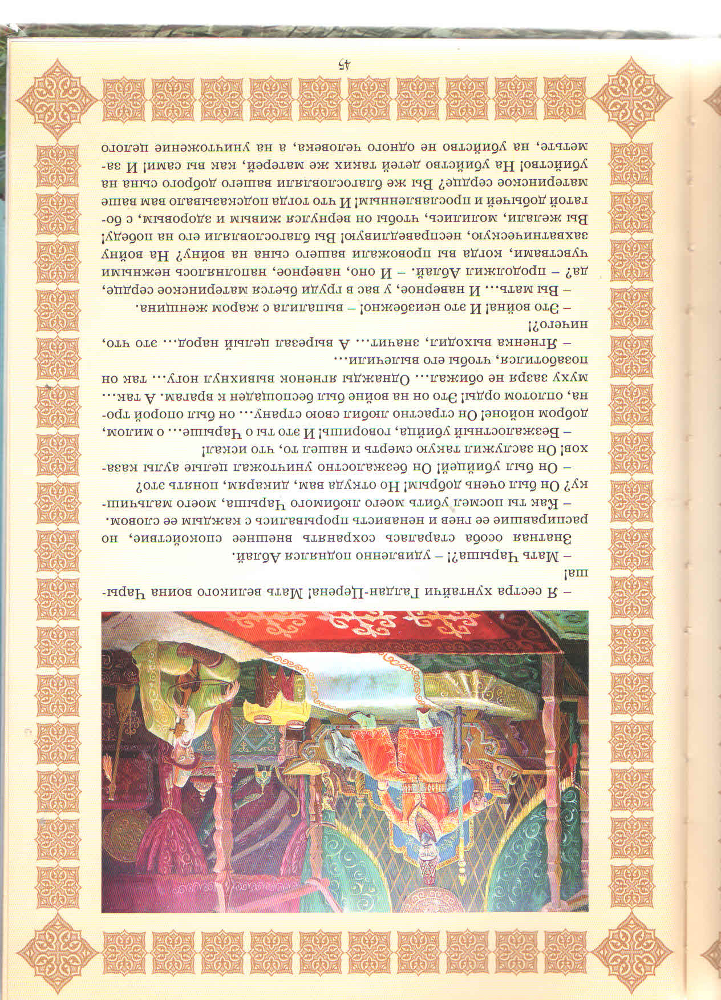 – Я сестра хунтайчи Галдан-Церена! Мать великого воина Чары-
ша!
– Мать Чарыша?! – удивленно поднялся Аблай.
Знатная особа старалась сохранять внешнее спокойствие, но
распиравшие ее гнев и ненависть прорывались с каждым ее словом.
– Как ты посмел убить моего любимого Чарыша, моего мальчиш-
ку? Он был очень добрым! Но откуда вам, дикарям, понять это?
– Он был убийцей! Он безжалостно уничтожал целые аулы каза-
хов! Он заслужил такую смерть и нашел то, что искал!
– Безжалостный убийца, говоришь! И это ты о Чарыше... о милом,
добром нойоне! Он страстно любил свою страну... он был опорой тро-
на, оплотом орды! Это он на войне был беспощаден к врагам. А так...
муху зазря не обижал... Однажды ягненок вывихнул ногу... так он
позаботился, чтобы его вылечили...
– Ягненка выходил, значит... А вырезал целый народ... это что,
ничего?!
– Это война! И это неизбежно! – выпалила с жаром женщина.
– Вы мать... И наверное, у вас в груди бьется материнское сердце,
да? – продолжил Аблай. – И оно, наверное, наполнялось нежными
чувствами, когда вы провожали вашего сына на войну? На войну
захватническую, несправедливую! Вы благословляли его на победу!
Вы желали, молились, чтобы он вернулся живым и здоровым, с бо-
гатой добычей и прославленным! И что тогда подсказывало вам ваше
материнское сердце? Вы же благословляли вашего доброго сына на
убийство! На убийство детей таких же матерей, как вы сами! И за-
метьте, на убийство не одного человека, а на уничтожение целого
45